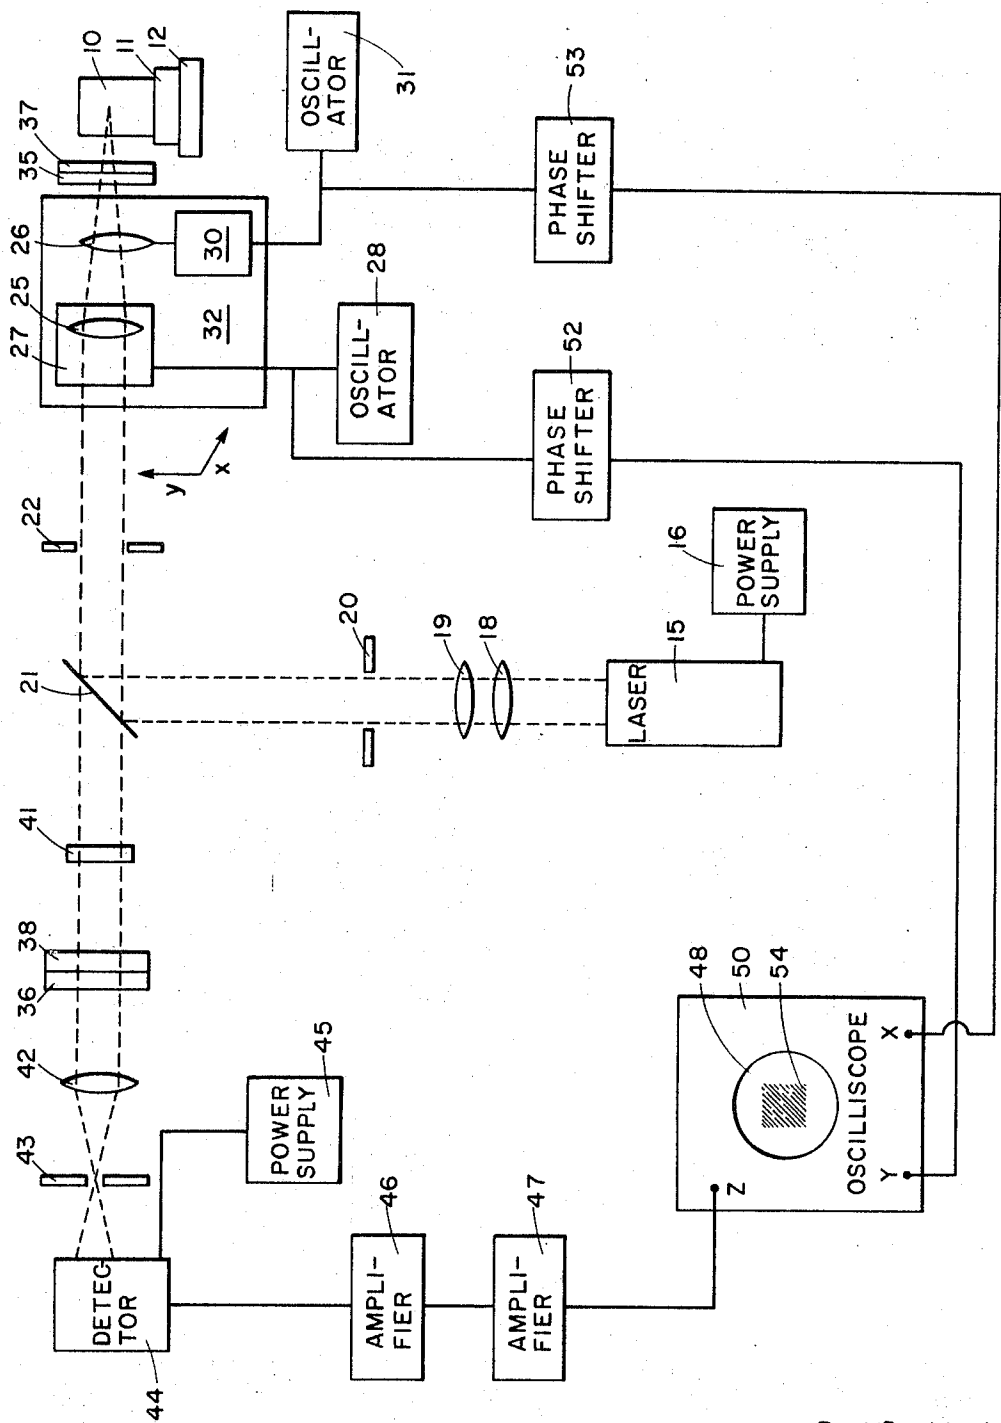 43
42
36
38
41
21
22
27
25
26
35
37
10
11
12
DETEC-
TOR
44
y
x
32
30
POWER
SUPPLY
45
OSCILL-
ATOR
31
20
OSCILL-
ATOR
28
AMPLI-
FIER
46
31
19
18
AMPLI-
FIER
47
PHASE
SHIFTER
52
PHASE
SHIFTER
53
LASER
15
16
POWER
SUPPLY
Z
48
50
54
OSCILLISCOPE
Y
X